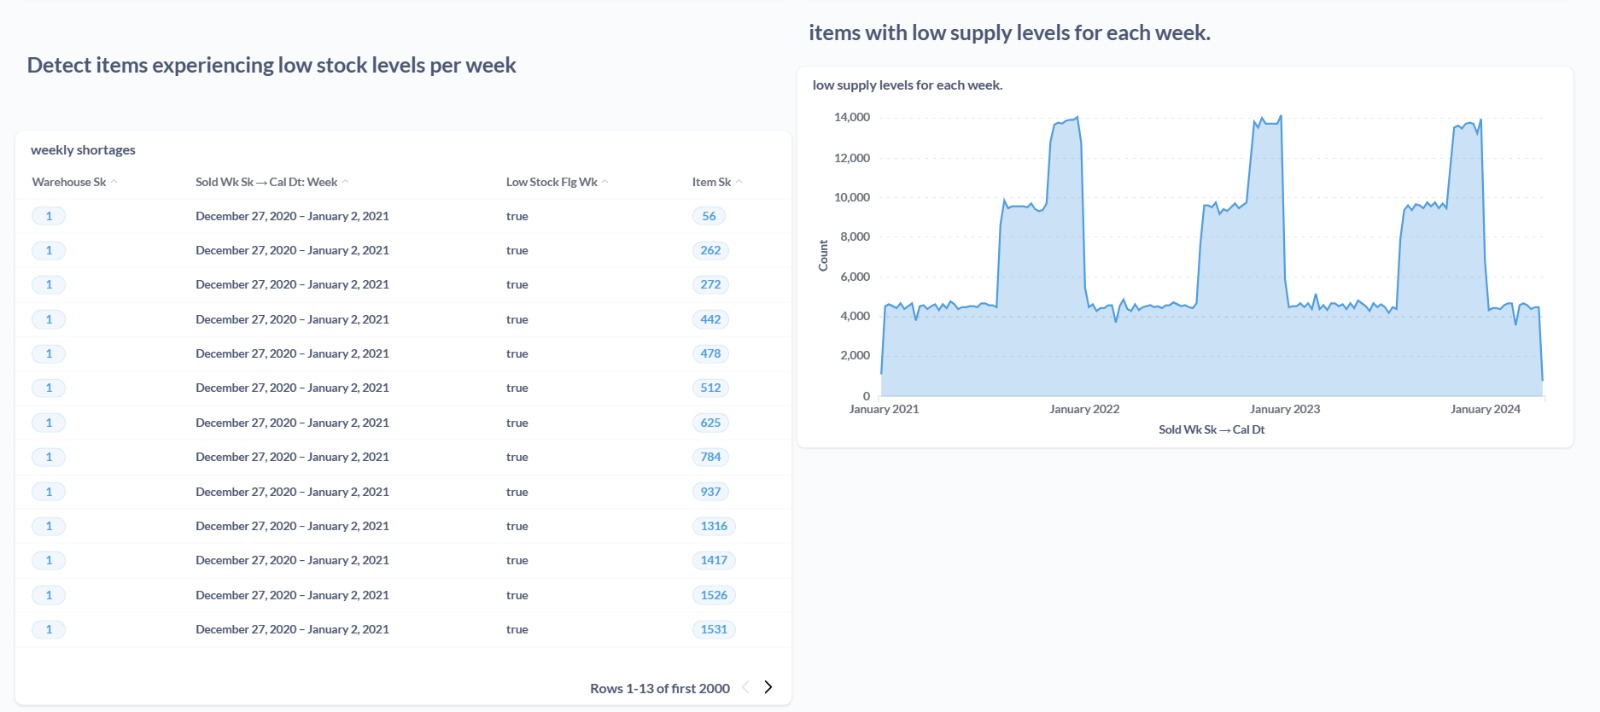 Detect items experiencing low stock levels per week
weekly shortages
Warehouse Sk Sold Wk Sk → Cal Dt: Week Low Stock Flg Wk Item Sk
1 December 27, 2020 – January 2, 2021 true 56
1 December 27, 2020 – January 2, 2021 true 262
1 December 27, 2020 – January 2, 2021 true 272
1 December 27, 2020 – January 2, 2021 true 442
1 December 27, 2020 – January 2, 2021 true 478
1 December 27, 2020 – January 2, 2021 true 512
1 December 27, 2020 – January 2, 2021 true 625
1 December 27, 2020 – January 2, 2021 true 784
1 December 27, 2020 – January 2, 2021 true 937
1 December 27, 2020 – January 2, 2021 true 1316
1 December 27, 2020 – January 2, 2021 true 1417
1 December 27, 2020 – January 2, 2021 true 1526
1 December 27, 2020 – January 2, 2021 true 1531
Rows 1-13 of first 2000
items with low supply levels for each week.
low supply levels for each week.
14,000
12,000
10,000
8,000
6,000
4,000
2,000
0
Count
January 2021 January 2022 January 2023 January 2024
Sold Wk Sk → Cal Dt